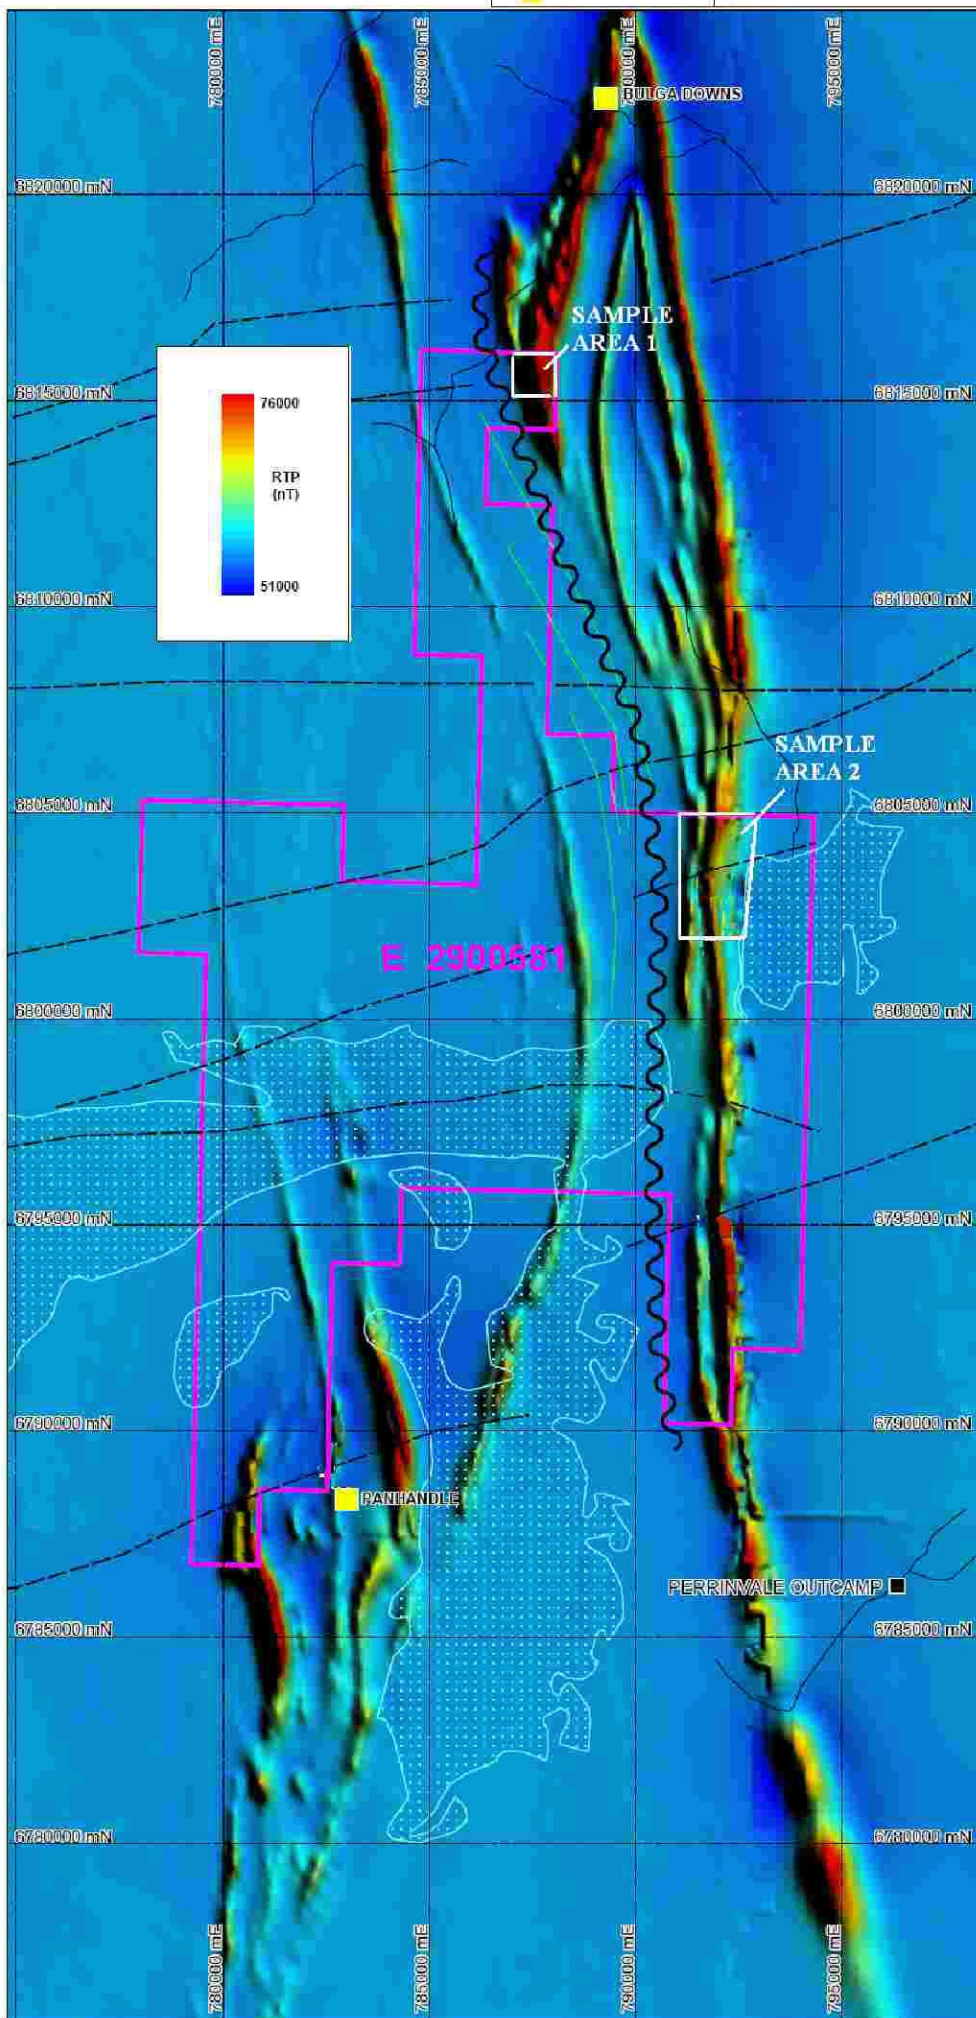 780000 mE
785000 mE
790000 mE
795000 mE
BULGA DOWNS
6820000 mN
6820000 mN
SAMPLE
AREA 1
76000
RTP
(nT)
51000
6815000 mN
6815000 mN
6810000 mN
6810000 mN
SAMPLE
AREA 2
6805000 mN
6805000 mN
E 2900581
6800000 mN
6800000 mN
6795000 mN
6795000 mN
6790000 mN
6790000 mN
PANHANDLE
PERRINVALE OUTCAMP
6785000 mN
6785000 mN
6780000 mN
6780000 mN
780000 mE
785000 mE
790000 mE
795000 mE